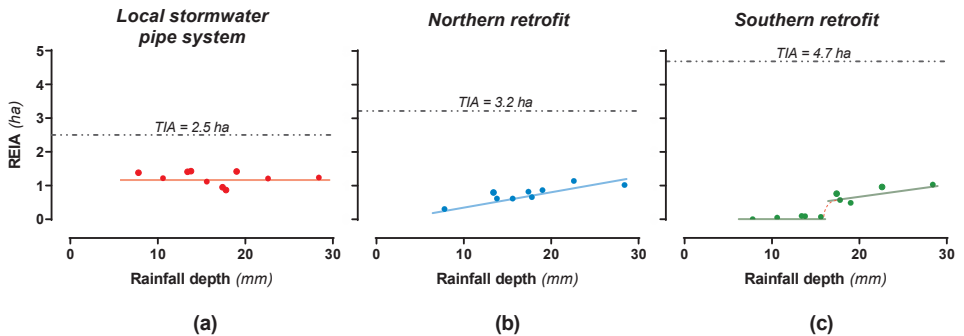 Local stormwater
pipe system
Northern retrofit
Southern retrofit
REIA (ha)
5
4
3
2
1
0
TIA = 2.5 ha
TIA = 3.2 ha
TIA = 4.7 ha
0 10 20 30
0 10 20 30
0 10 20 30
Rainfall depth (mm)
Rainfall depth (mm)
Rainfall depth (mm)
(a)
(b)
(c)